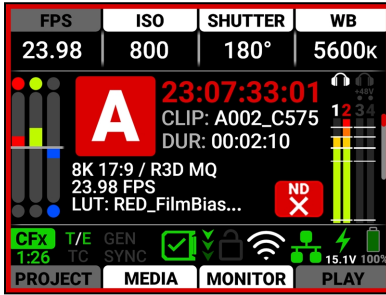 FPS ISO SHUTTER WB
23.98 800 180° 5600K
A
23:07:33:01
CLIP: A002_C575
DUR: 00:02:10
+48V
1 2 3 4
8K 17:9 / R3D MQ
23.98 FPS
LUT: RED_FilmBias...
ND
CFx T/E GEN
1:26 TC SYNC
15.1V 100%
PROJECT MEDIA MONITOR PLAY